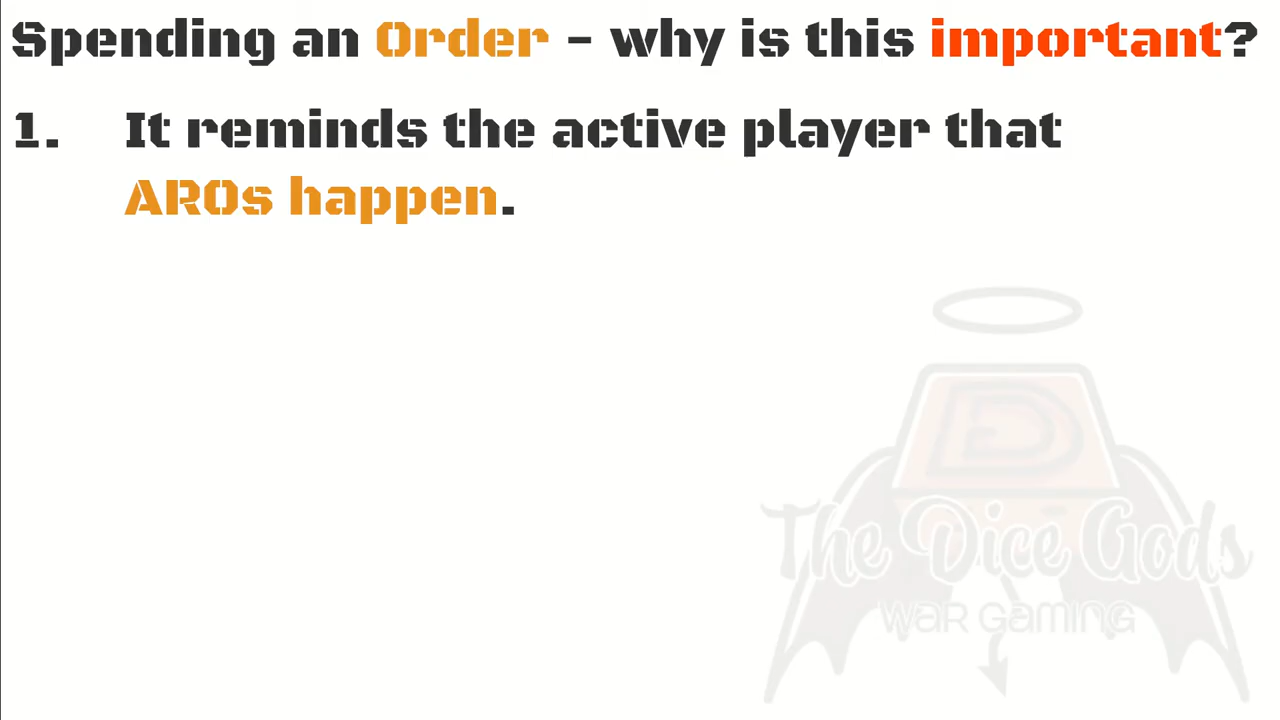 Spending an Order - why is this important?
1. It reminds the active player that
AROs happen.
D
The Dice Gods
WAR GAMING